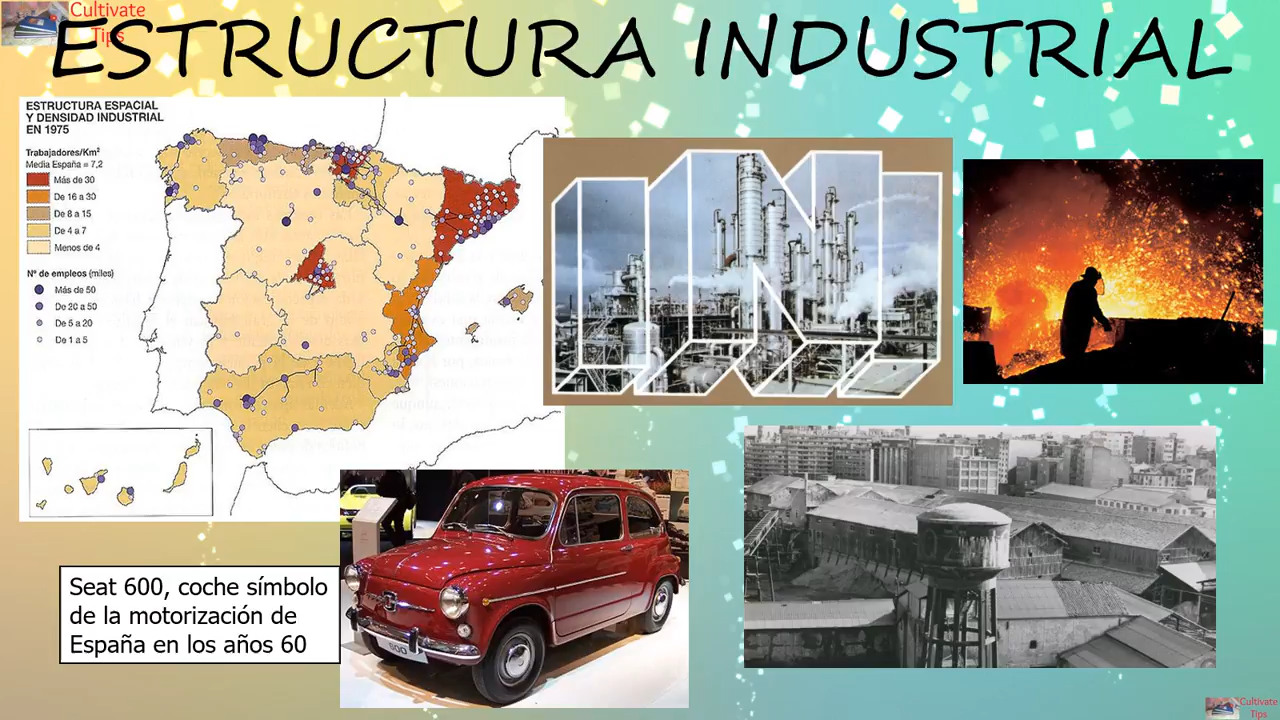 Cultivate
Tips
ESTRUCTURA INDUSTRIAL
ESTRUCTURA ESPACIAL
Y DENSIDAD INDUSTRIAL
EN 1975
Trabajadores/Km²
Media España = 7,2
Más de 30
De 16 a 30
De 8 a 15
De 4 a 7
Menos de 4
Nº de empleos (miles)
Más de 50
De 20 a 50
De 5 a 20
De 1 a 5
INI
Seat 600, coche símbolo
de la motorización de
España en los años 60
600
Cultivate
Tips